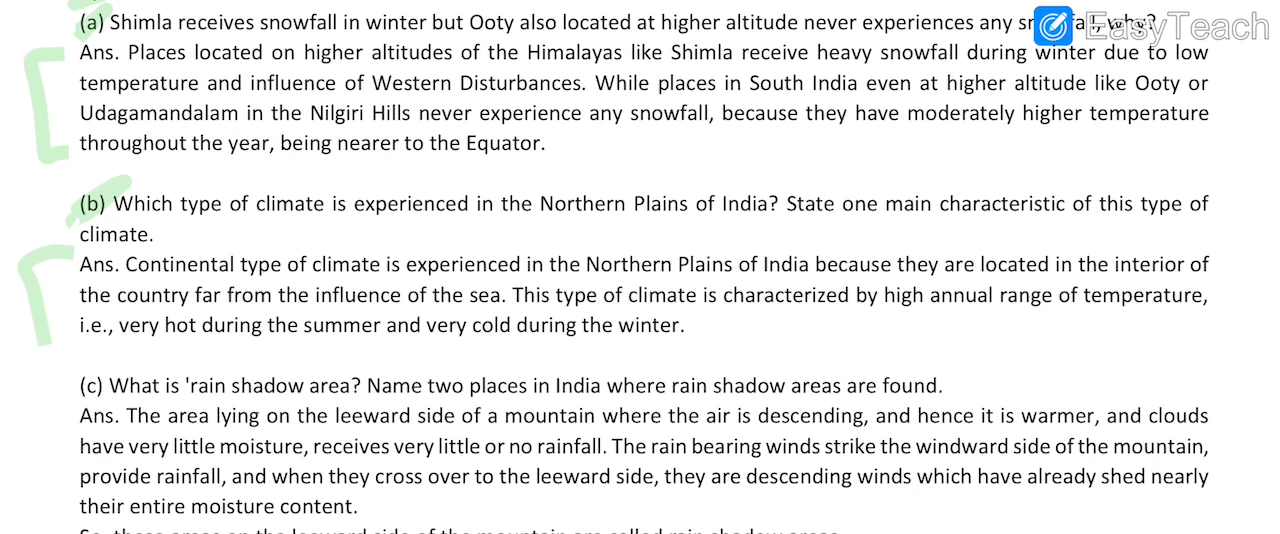 (a) Shimla receives snowfall in winter but Ooty also located at higher altitude never experiences any
EasyTeach
Ans. Places located on higher altitudes of the Himalayas like Shimla receive heavy snowfall during winter due to low
temperature and influence of Western Disturbances. While places in South India even at higher altitude like Ooty or
Udagamandalam in the Nilgiri Hills never experience any snowfall, because they have moderately higher temperature
throughout the year, being nearer to the Equator.
(b) Which type of climate is experienced in the Northern Plains of India? State one main characteristic of this type of
climate.
Ans. Continental type of climate is experienced in the Northern Plains of India because they are located in the interior of
the country far from the influence of the sea. This type of climate is characterized by high annual range of temperature,
i.e., very hot during the summer and very cold during the winter.
(c) What is 'rain shadow area? Name two places in India where rain shadow areas are found.
Ans. The area lying on the leeward side of a mountain where the air is descending, and hence it is warmer, and clouds
have very little moisture, receives very little or no rainfall. The rain bearing winds strike the windward side of the mountain,
provide rainfall, and when they cross over to the leeward side, they are descending winds which have already shed nearly
their entire moisture content.